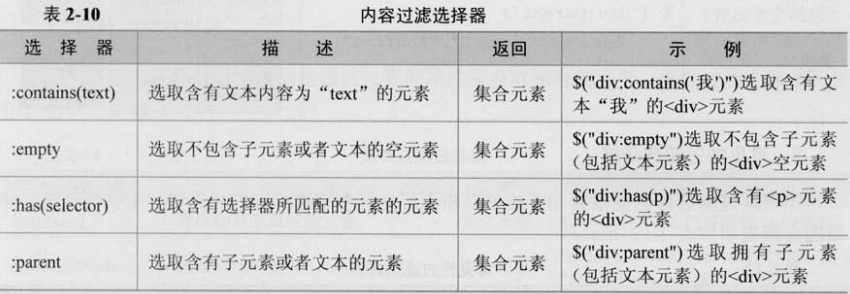 表 2-10 内容过滤选择器
选 择 器 描 述 返回 示 例
:contains(text) 选取含有文本内容为“text”的元素 集合元素 $("div:contains('我')")选取含有文
本“我”的<div>元素
:empty 选取不包含子元素或者文本的空元素 集合元素 $("div:empty")选取不包含子元素
（包括文本元素）的<div>空元素
:has(selector) 选取含有选择器所匹配的元素的元素 集合元素 $("div:has(p)")选取含有<p>元素
的<div>元素
:parent 选取含有子元素或者文本的元素 集合元素 $("div:parent")选取拥有子元素
（包括文本元素）的<div>元素